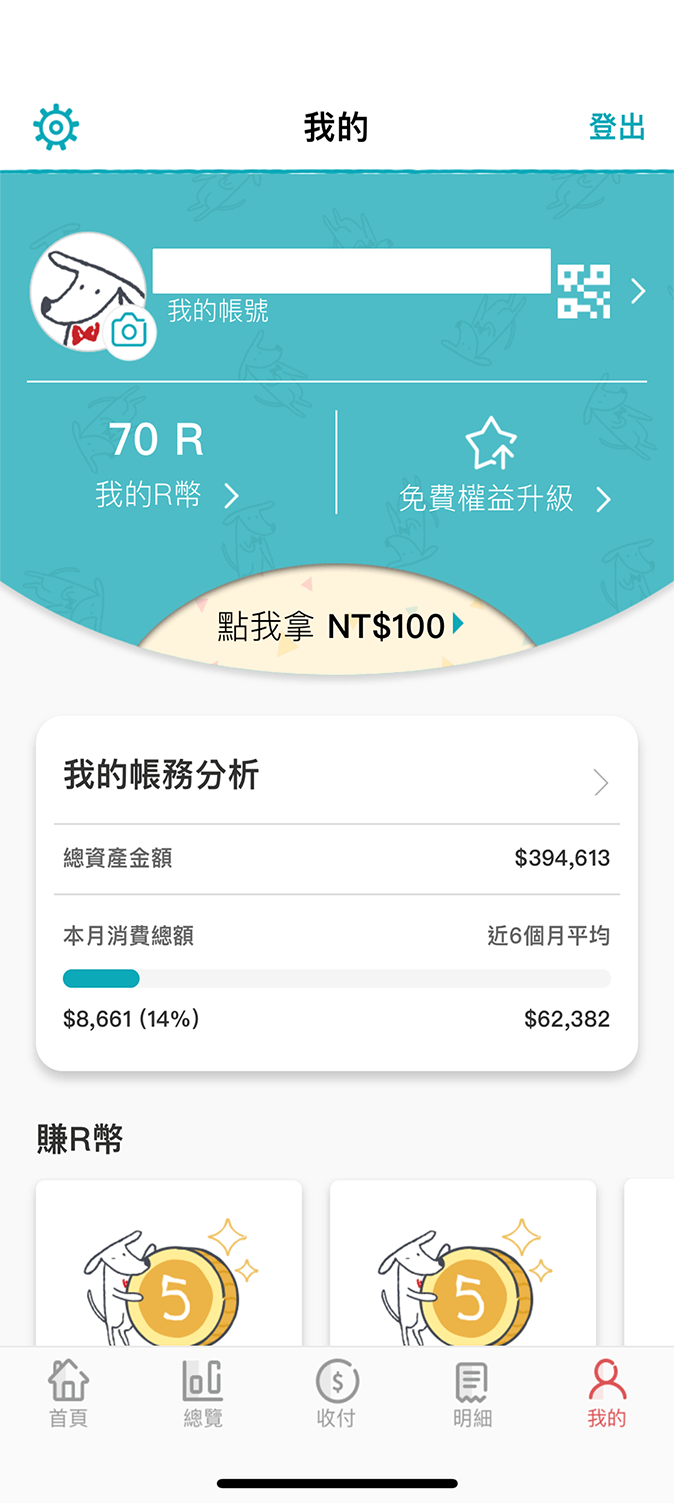 我的
登出
我的帳號
70 R
我的R幣
免費權益升級
點我拿 NT$100
我的帳務分析
總資產金額 $394,613
本月消費總額 近6個月平均
$8,661 (14%) $62,382
賺R幣
5 5
首頁 總覽 收付 明細 我的